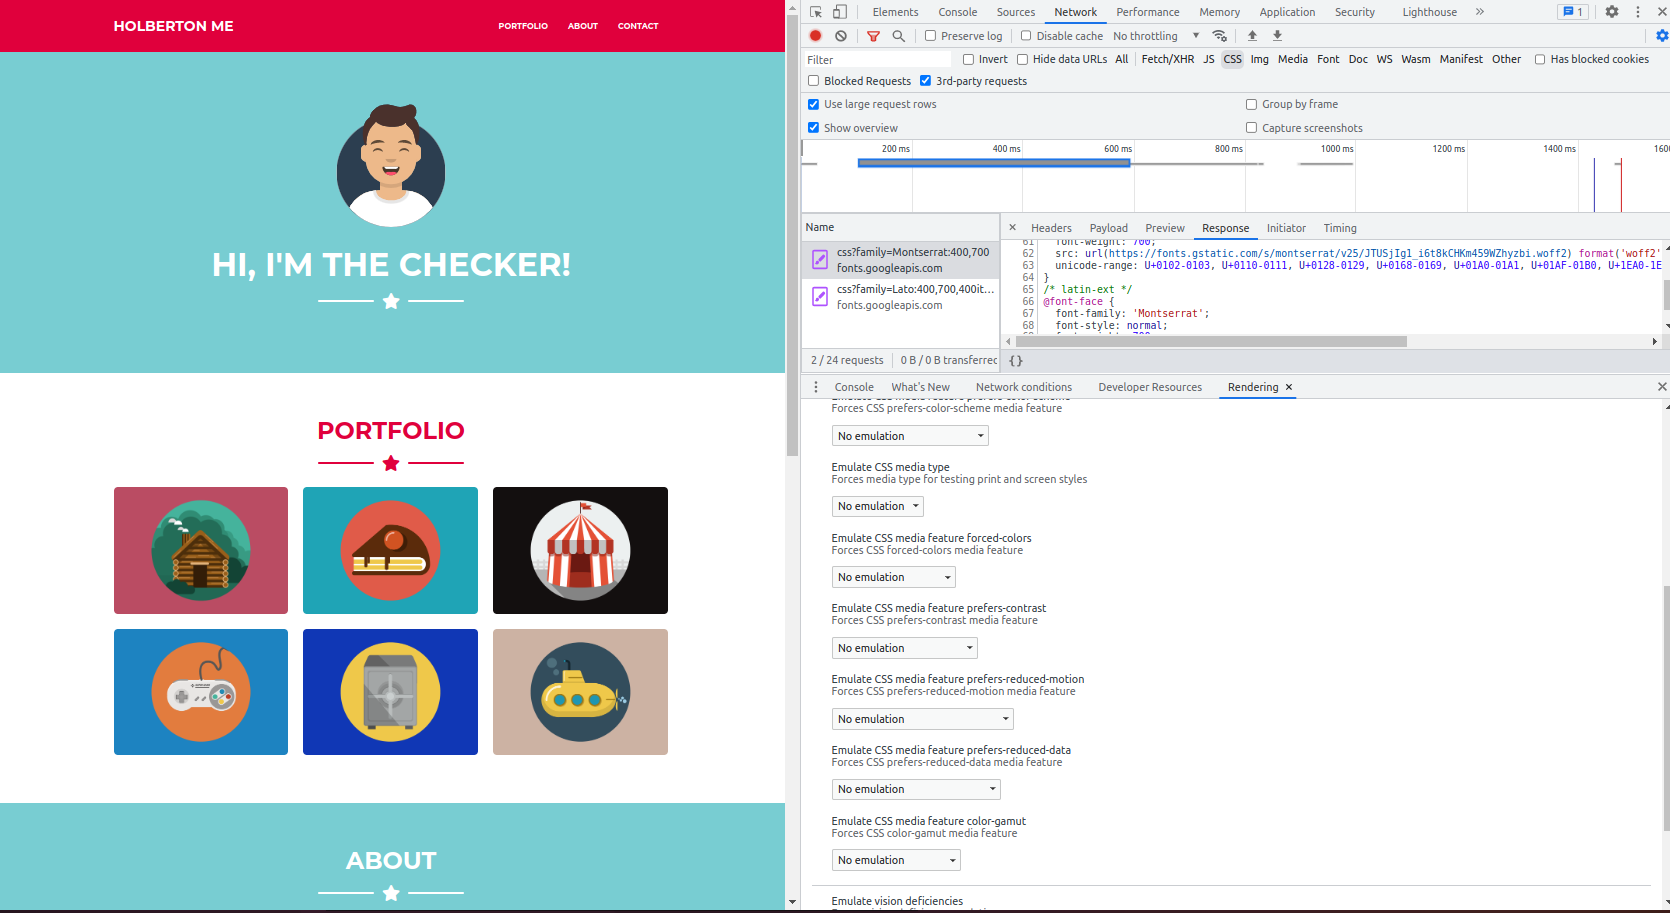 HOLBERTON ME
PORTFOLIO ABOUT CONTACT
HI, I'M THE CHECKER!
PORTFOLIO
ABOUT
Elements Console Sources Network Performance Memory Application Security Lighthouse » 1
Preserve log Disable cache No throttling
Filter Invert Hide data URLs All Fetch/XHR JS CSS Img Media Font Doc WS Wasm Manifest Other Has blocked cookies
Blocked Requests 3rd-party requests
Use large request rows Group by frame
Show overview Capture screenshots
200 ms 400 ms 600 ms 800 ms 1000 ms 1200 ms 1400 ms 1600
Name
css?family=Montserrat:400,700
fonts.googleapis.com
css?family=Lato:400,700,400it...
fonts.googleapis.com
2 / 24 requests 0 B / 0 B transferred
× Headers Payload Preview Response Initiator Timing
61 font-weight: 700;
62 src: url(https://fonts.gstatic.com/s/montserrat/v25/JTUSjIg1_i6t8kCHKm459WZhyzbi.woff2) format('woff2'
63 unicode-range: U+0102-0103, U+0110-0111, U+0128-0129, U+0168-0169, U+01A0-01A1, U+01AF-01B0, U+1EA0-1E
64 }
65 /* latin-ext */
66 @font-face {
67 font-family: 'Montserrat';
68 font-style: normal;
{}
Console What's New Network conditions Developer Resources Rendering ×
Emulate CSS media feature prefers-color-scheme
Forces CSS prefers-color-scheme media feature
No emulation
Emulate CSS media type
Forces media type for testing print and screen styles
No emulation
Emulate CSS media feature forced-colors
Forces CSS forced-colors media feature
No emulation
Emulate CSS media feature prefers-contrast
Forces CSS prefers-contrast media feature
No emulation
Emulate CSS media feature prefers-reduced-motion
Forces CSS prefers-reduced-motion media feature
No emulation
Emulate CSS media feature prefers-reduced-data
Forces CSS prefers-reduced-data media feature
No emulation
Emulate CSS media feature color-gamut
Forces CSS color-gamut media feature
No emulation
Emulate vision deficiencies